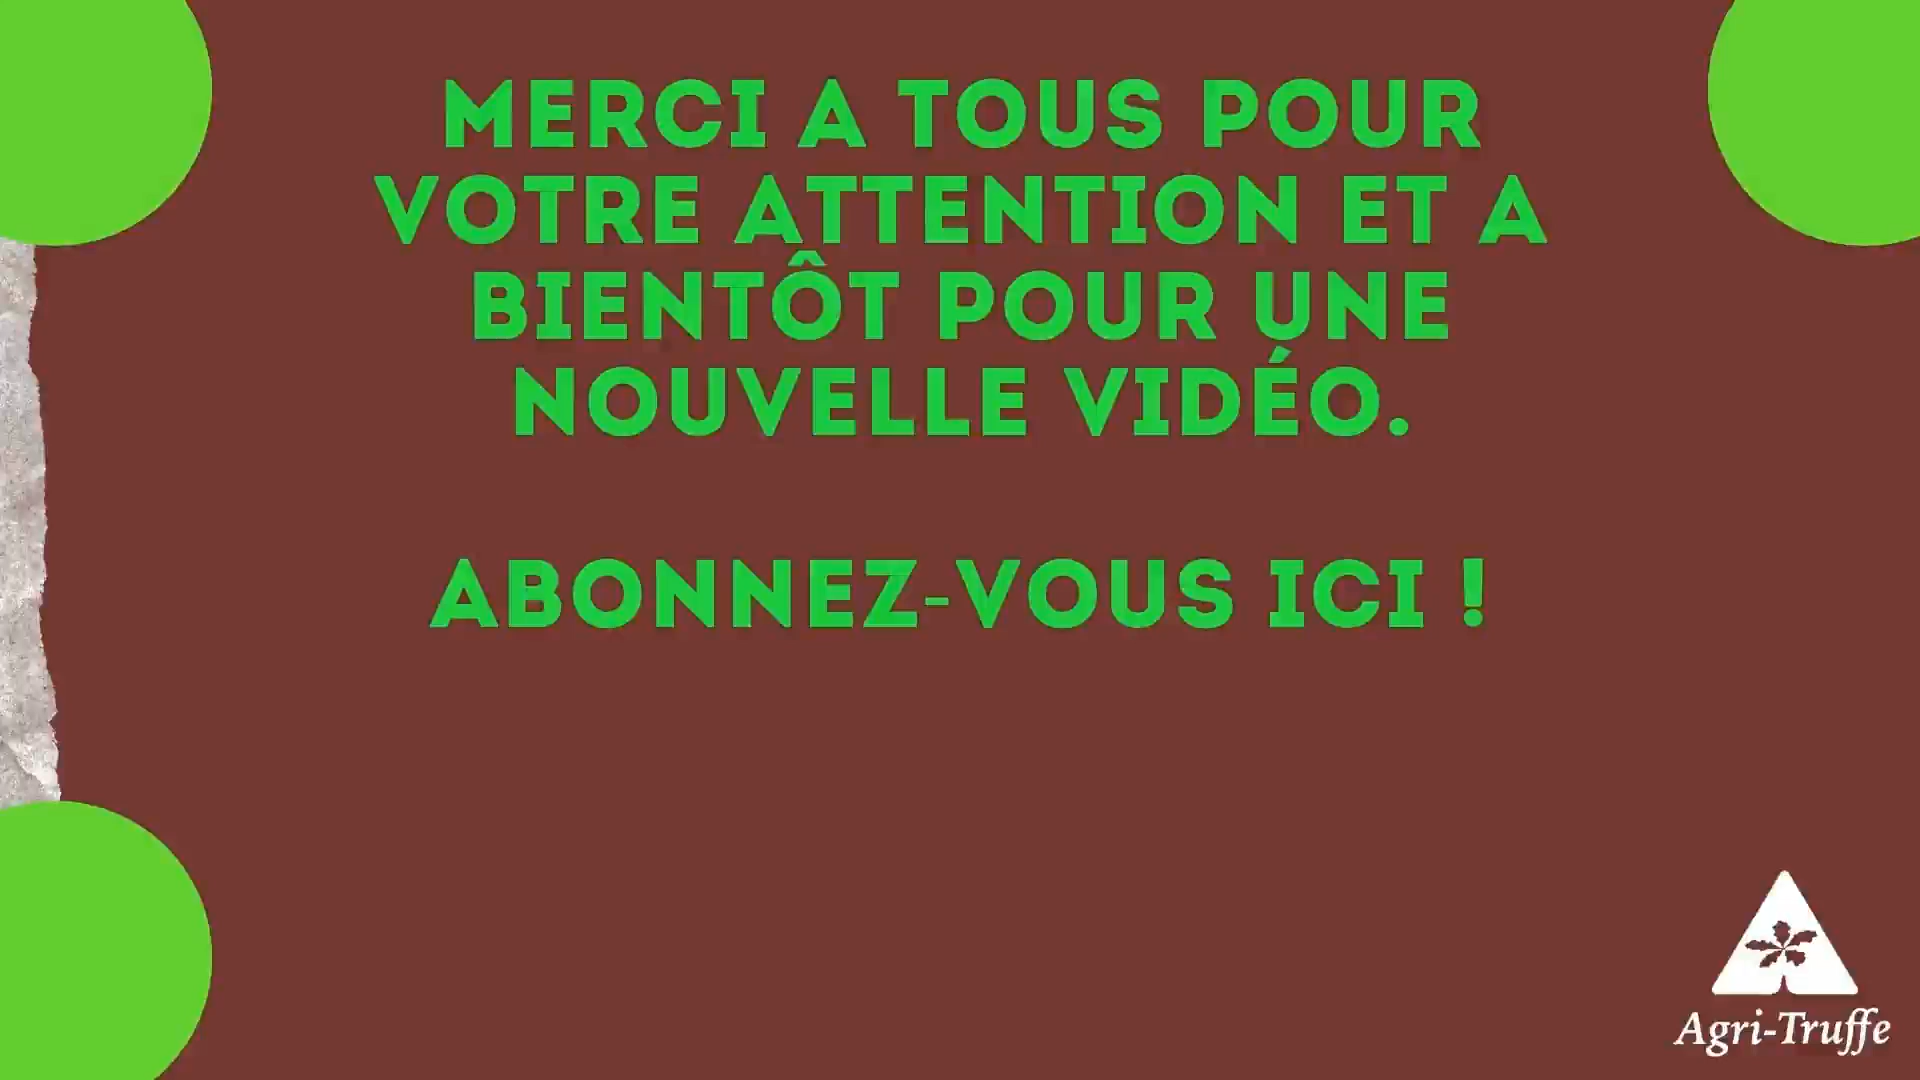 MERCI A TOUS POUR
VOTRE ATTENTION ET A
BIENTÔT POUR UNE
NOUVELLE VIDÉO.
ABONNEZ-VOUS ICI !
Agri-Truffe